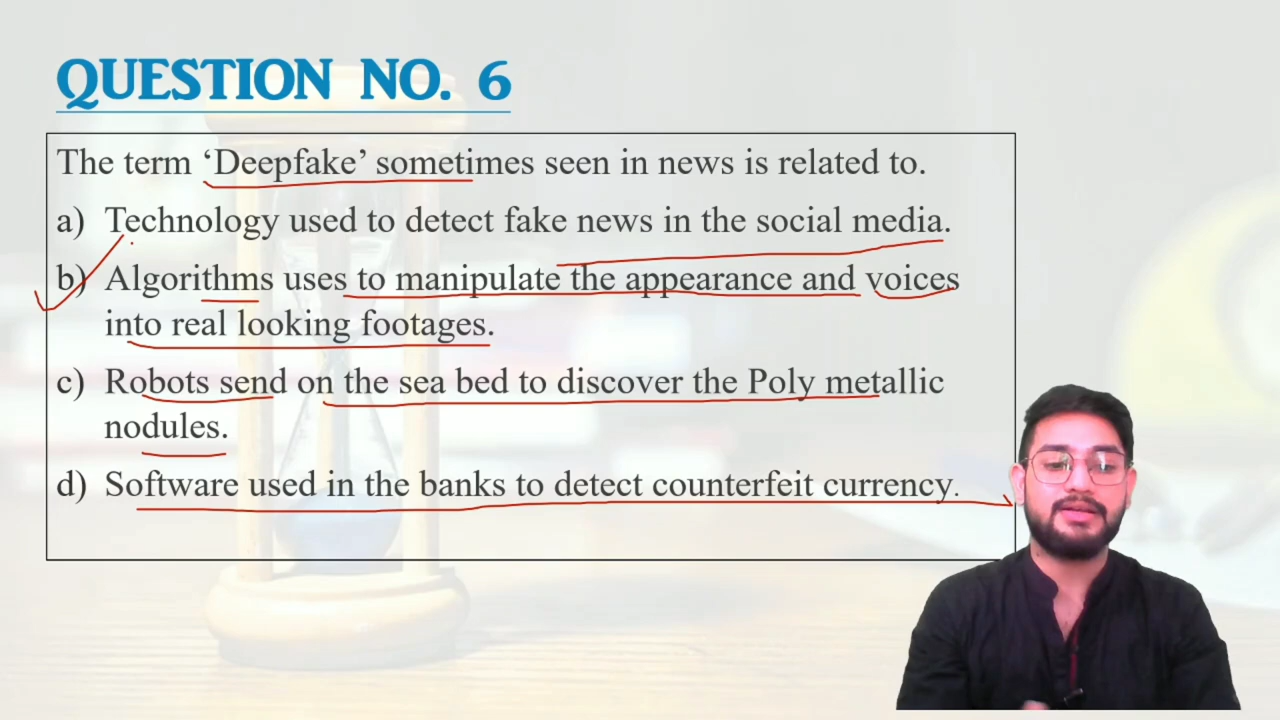 QUESTION NO. 6
The term ‘Deepfake’ sometimes seen in news is related to.
a) Technology used to detect fake news in the social media.
b) Algorithms uses to manipulate the appearance and voices
into real looking footages.
c) Robots send on the sea bed to discover the Poly metallic
nodules.
d) Software used in the banks to detect counterfeit currency.